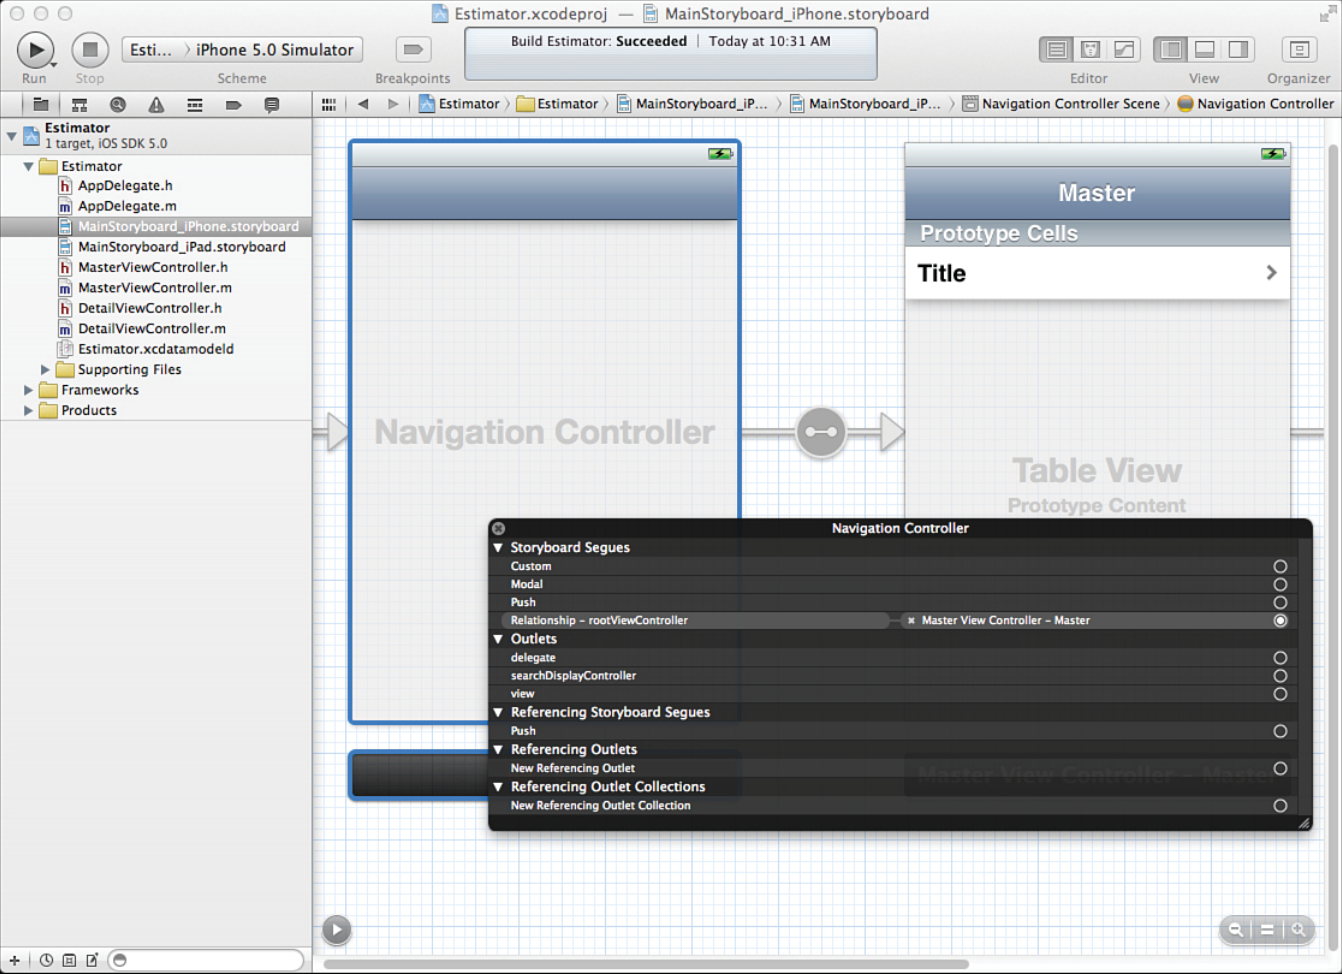 Estimator.xcodeproj — MainStoryboard_iPhone.storyboard
Esti... iPhone 5.0 Simulator
Build Estimator: Succeeded | Today at 10:31 AM
Run Stop Scheme Breakpoints Editor View Organizer
Estimator Estimator MainStoryboard_iP... MainStoryboard_iP... Navigation Controller Scene Navigation Controller
Estimator
1 target, iOS SDK 5.0
Estimator
AppDelegate.h
AppDelegate.m
MainStoryboard_iPhone.storyboard
MainStoryboard_iPad.storyboard
MasterViewController.h
MasterViewController.m
DetailViewController.h
DetailViewController.m
Estimator.xcdatamodeld
Supporting Files
Frameworks
Products
Navigation Controller
Master
Prototype Cells
Title
Table View
Prototype Content
Navigation Controller
Storyboard Segues
Custom
Modal
Push
Relationship - rootViewController Master View Controller - Master
Outlets
delegate
searchDisplayController
view
Referencing Storyboard Segues
Push
Referencing Outlets
New Referencing Outlet
Referencing Outlet Collections
New Referencing Outlet Collection
Master View Controller - Master